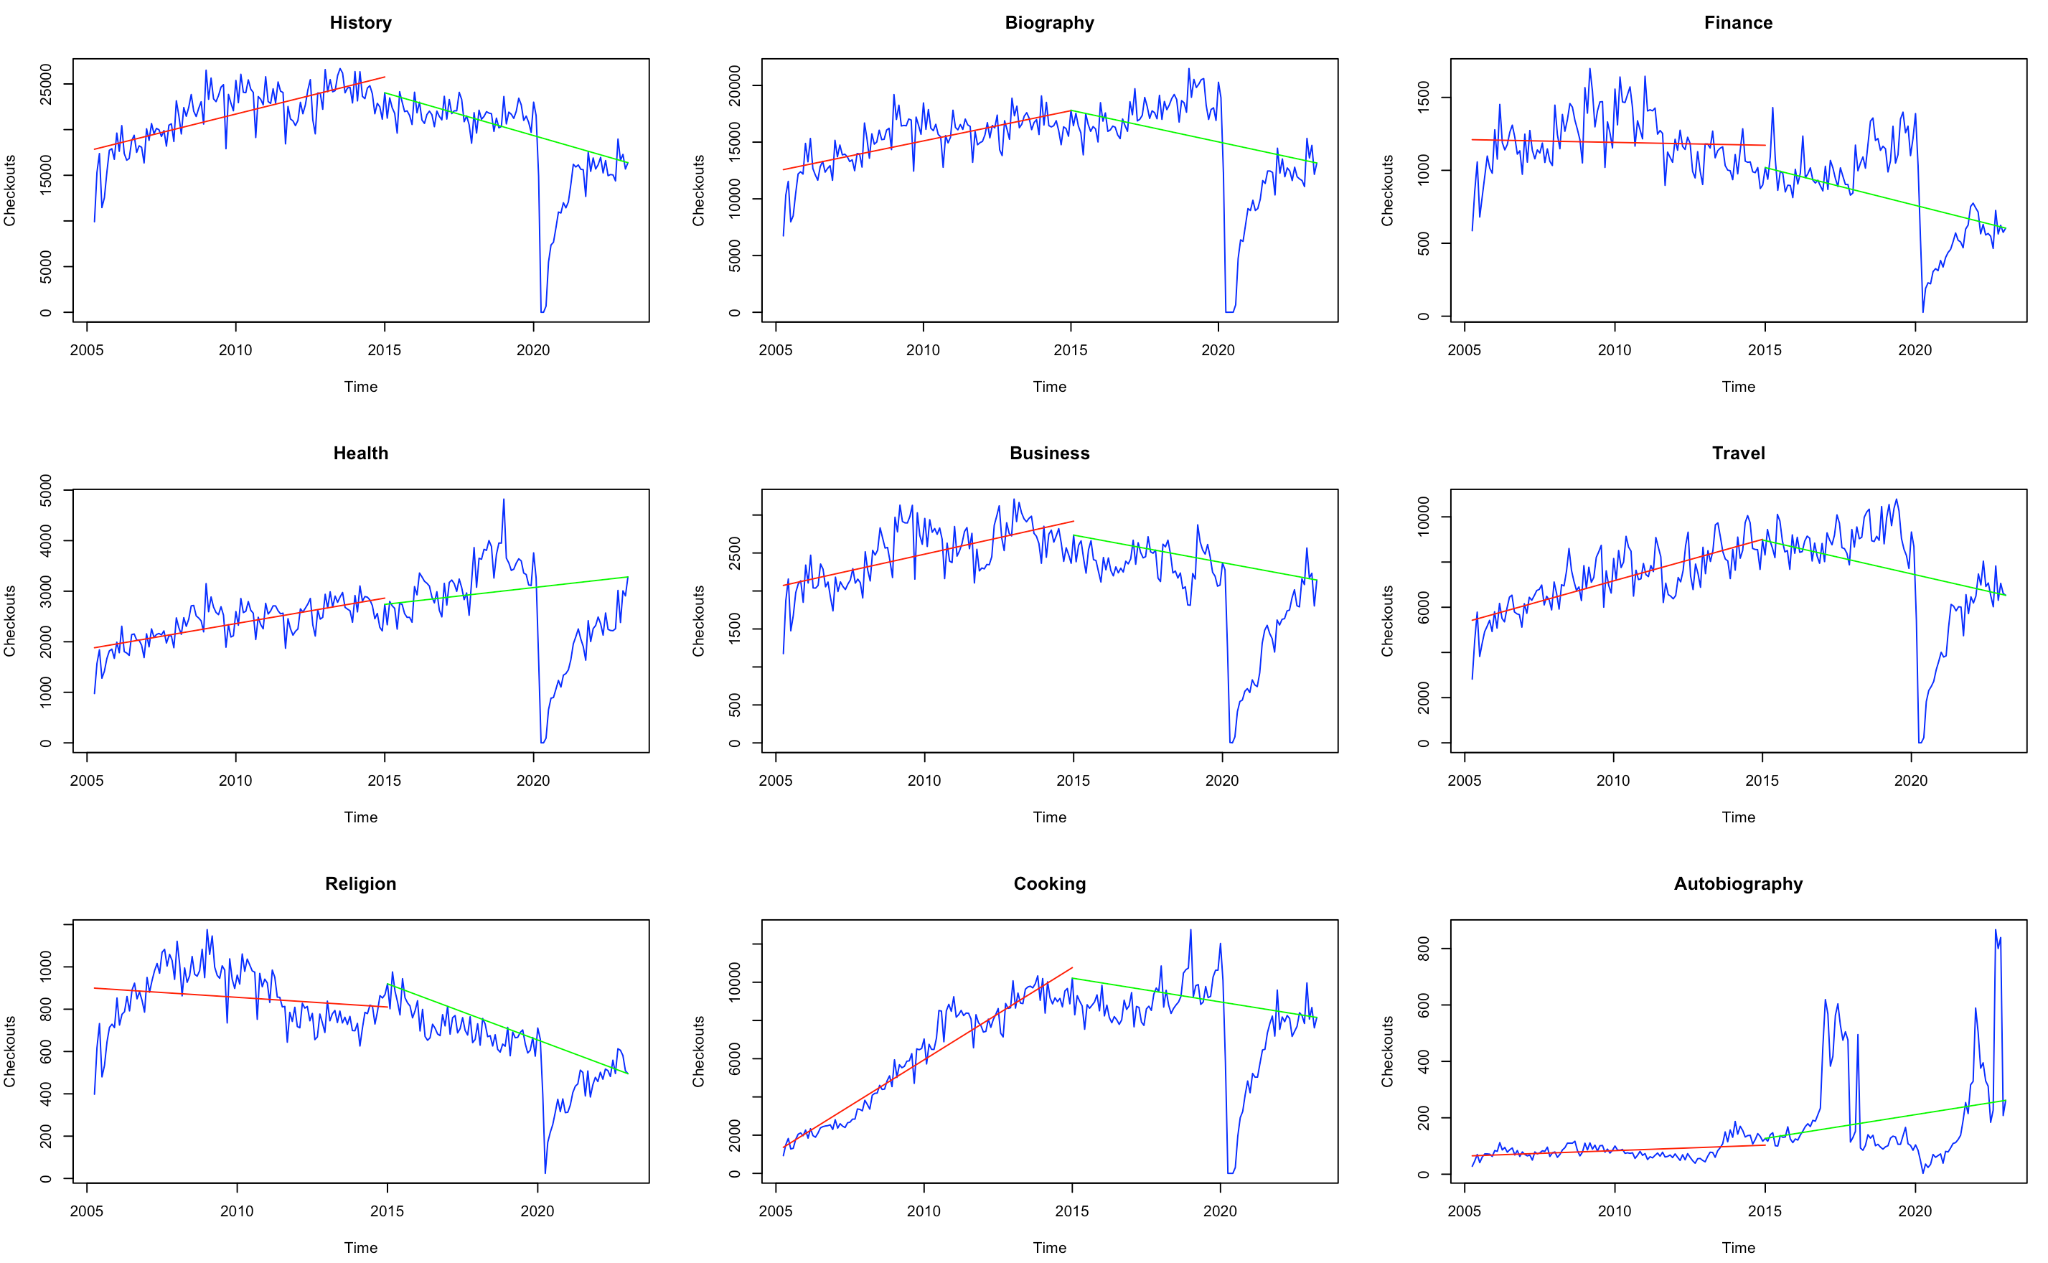 History
Checkouts
0 5000 15000 25000
2005 2010 2015 2020
Time
Biography
Checkouts
0 5000 10000 15000 20000
2005 2010 2015 2020
Time
Finance
Checkouts
0 500 1000 1500
2005 2010 2015 2020
Time
Health
Checkouts
0 1000 2000 3000 4000 5000
2005 2010 2015 2020
Time
Business
Checkouts
0 500 1500 2500
2005 2010 2015 2020
Time
Travel
Checkouts
0 2000 6000 10000
2005 2010 2015 2020
Time
Religion
Checkouts
0 200 400 600 800 1000
2005 2010 2015 2020
Time
Cooking
Checkouts
0 2000 6000 10000
2005 2010 2015 2020
Time
Autobiography
Checkouts
0 200 400 600 800
2005 2010 2015 2020
Time